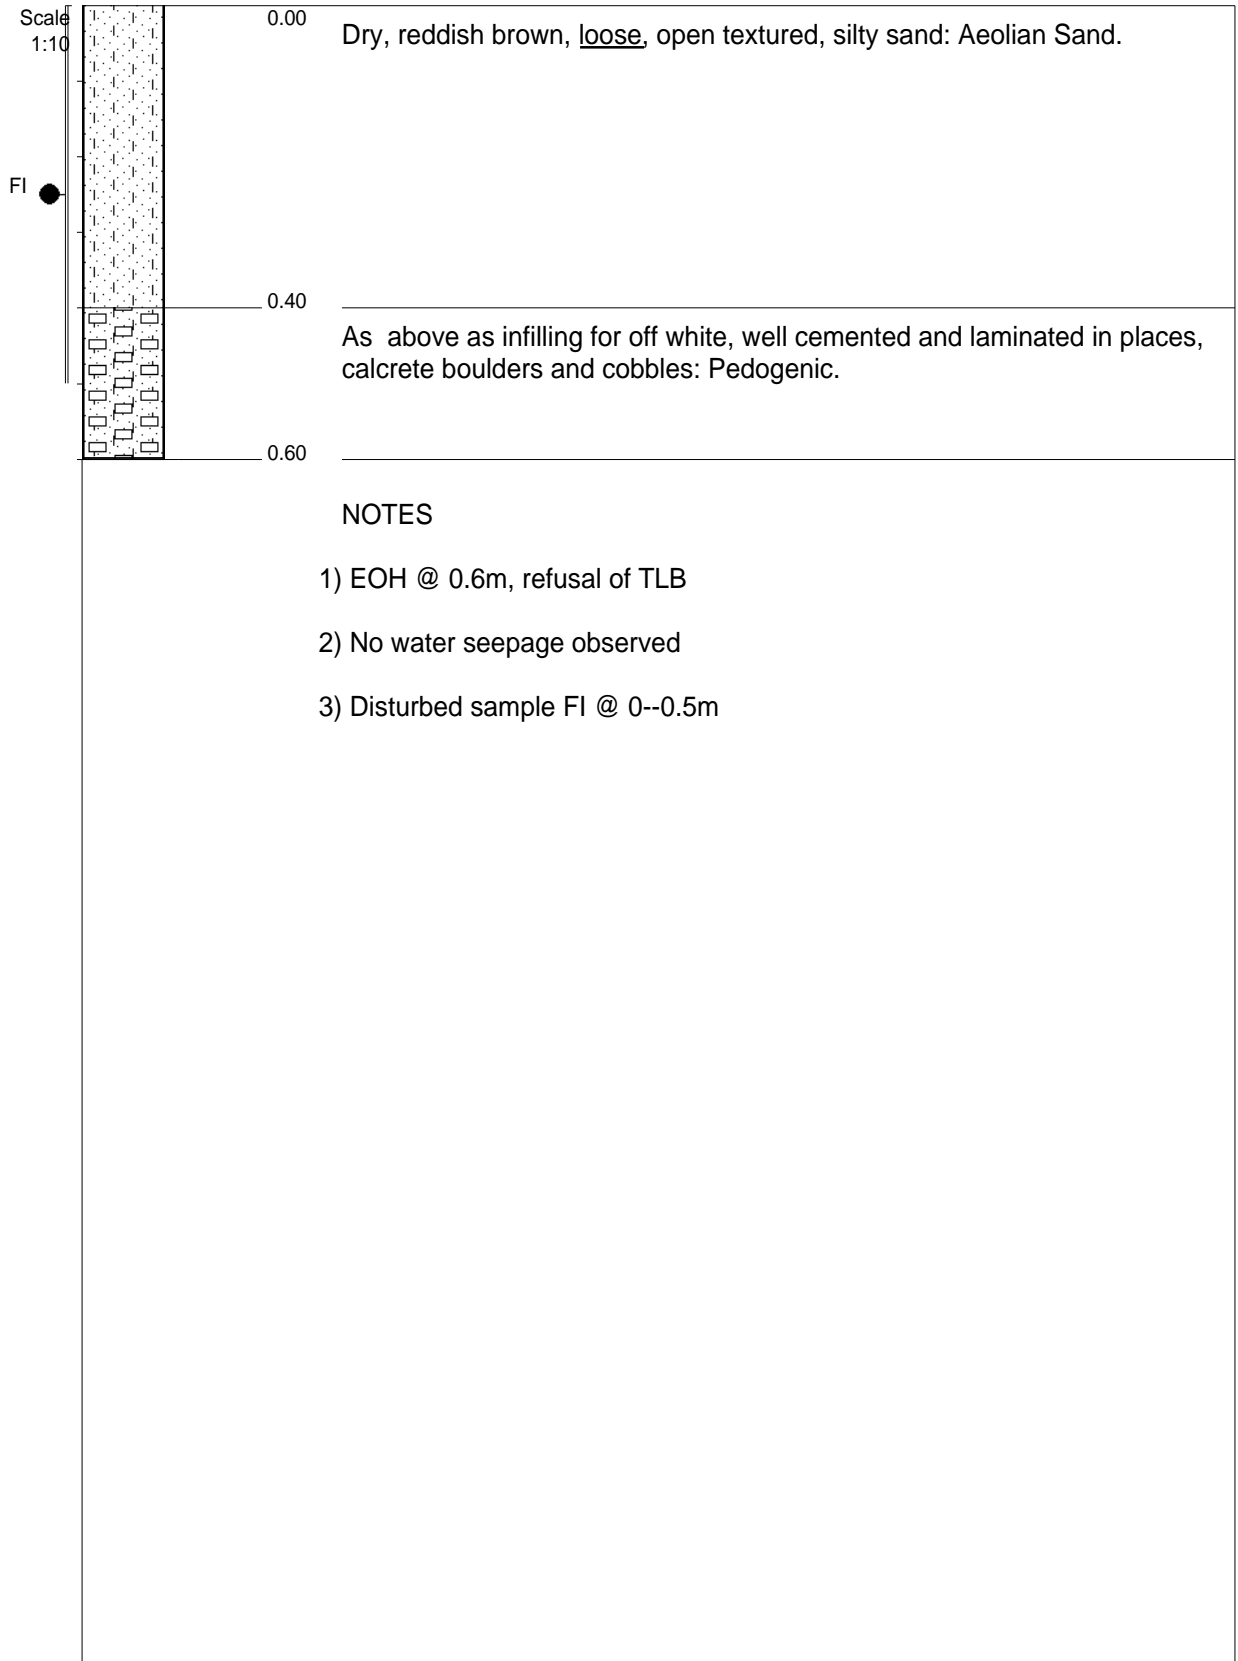 Scale
1:10
0.00
Dry, reddish brown, loose, open textured, silty sand: Aeolian Sand.
FI
0.40
As above as infilling for off white, well cemented and laminated in places,
calcrete boulders and cobbles: Pedogenic.
0.60
NOTES
1) EOH @ 0.6m, refusal of TLB
2) No water seepage observed
3) Disturbed sample FI @ 0--0.5m